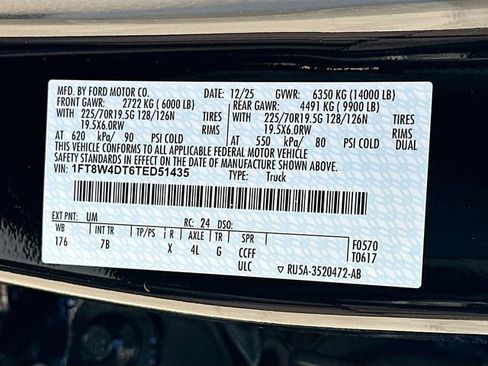 MFD. BY FORD MOTOR CO. 12/25 GVWR: 6350 KG (14000 LB)
FRONT GAWR: 2722 KG (6000 LB) REAR GAWR: 4491 KG (9900 LB)
WITH 225/70R19.5G 128/126N TIRES WITH 225/70R19.5G 128/126N TIRES
19.5X6.0RW RIMS 19.5X6.0RW RIMS
AT 620 kPa/ 90 PSI COLD AT 550 kPa/ 80 PSI COLD
THIS VEHICLE CONFORMS TO ALL APPLICABLE FEDERAL MOTOR VEHICLE
SAFETY STANDARDS IN EFFECT ON THE DATE OF MANUFACTURE SHOWN ABOVE.
VIN: 1FT8W4DT6TED51435 TYPE: Truck
EXT PNT: UM RC: 24 DSO:
WB INT TR TP/PS R AXLE TR SPR F0570
176 7B X 4L G CCFF T0617
ULC RU5A-3520472-AB